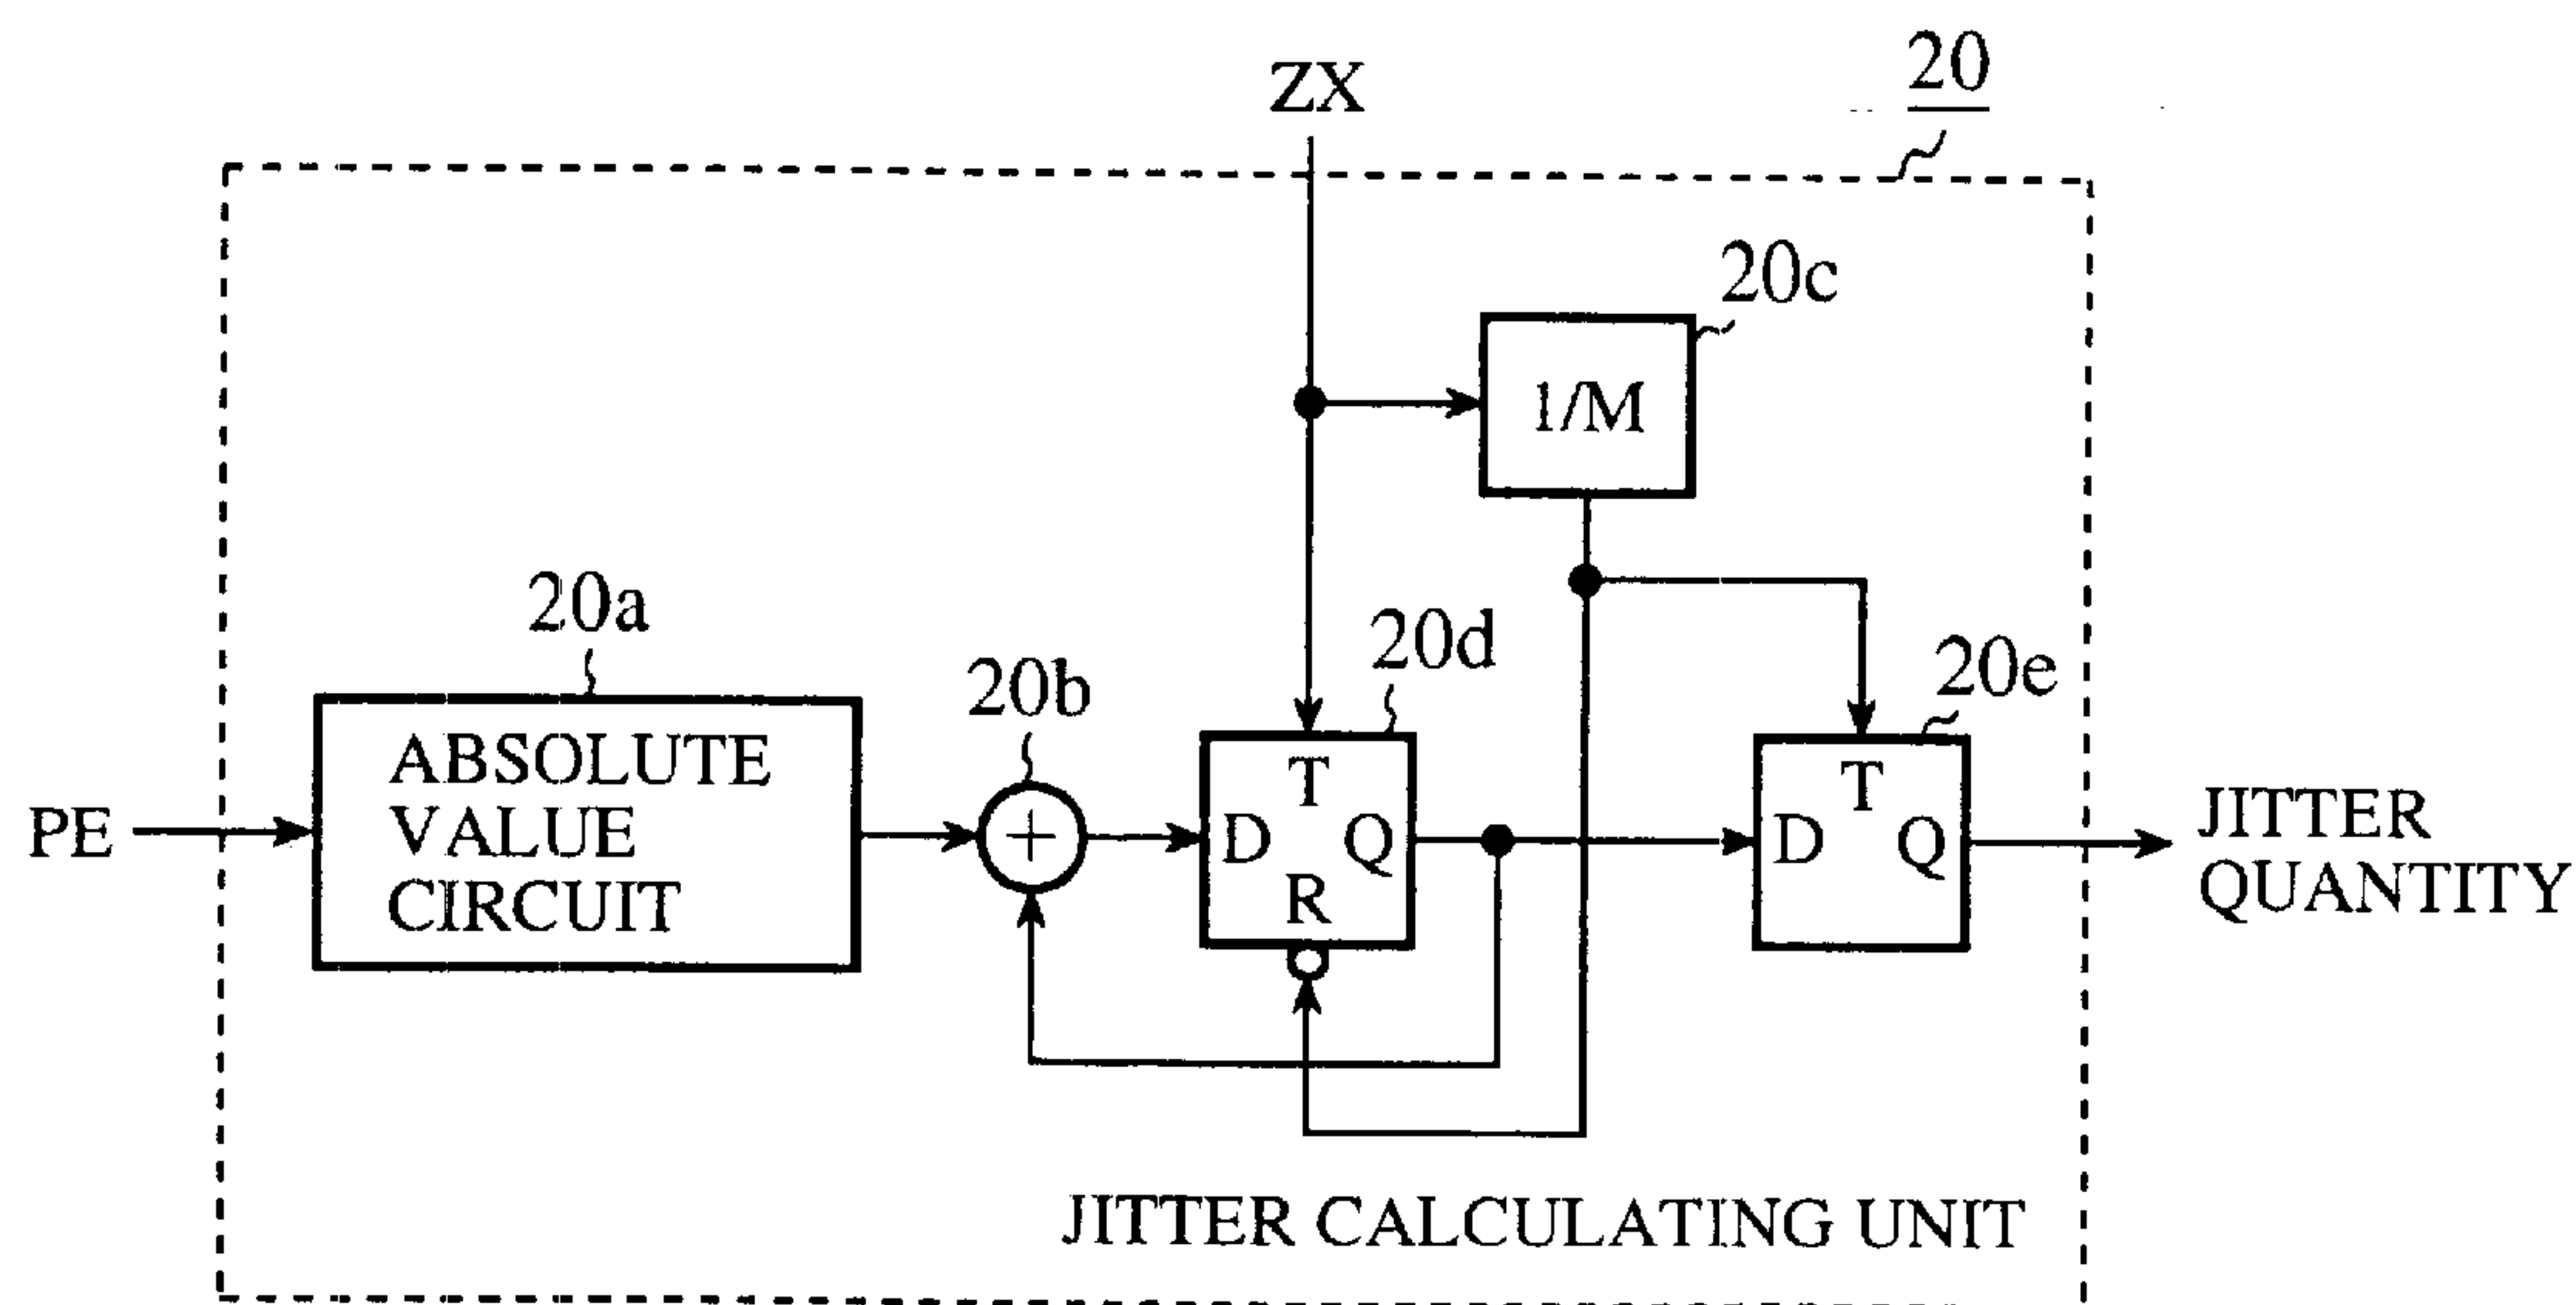 20
ZX
20c
1/M
20a
20b
20d
20e
ABSOLUTE
VALUE
CIRCUIT
PE
+
T
D
Q
R
T
D
Q
JITTER
QUANTITY
JITTER CALCULATING UNIT